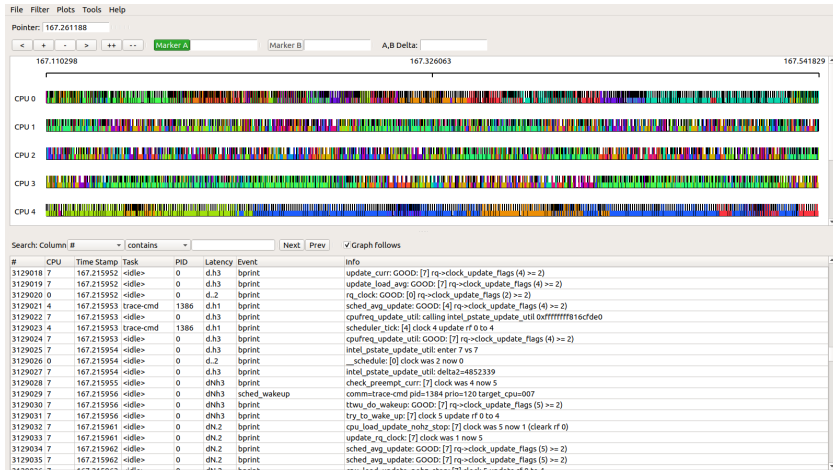 File Filter Plots Tools Help
Pointer: 167.261188
< + - > ++ -- Marker A Marker B A,B Delta:
167.110298 167.326063 167.541829
CPU 0
CPU 1
CPU 2
CPU 3
CPU 4
Search: Column # contains Next Prev Graph follows
# CPU Time Stamp Task PID Latency Event Info
3129018 7 167.215952 <idle> 0 d.h3 bprint update_curr: GOOD: [7] rq->clock_update_flags (4) >= 2)
3129019 7 167.215952 <idle> 0 d.h3 bprint update_load_avg: GOOD: [7] rq->clock_update_flags (4) >= 2)
3129020 0 167.215952 <idle> 0 d..2 bprint rq_clock: GOOD: [0] rq->clock_update_flags (2) >= 2)
3129021 4 167.215953 trace-cmd 1386 d.h1 bprint sched_avg_update: GOOD: [4] rq->clock_update_flags (4) >= 2)
3129022 7 167.215953 <idle> 0 d.h3 bprint cpufreq_update_util: calling intel_pstate_update_util 0xffffffff816cfde0
3129023 4 167.215953 trace-cmd 1386 d.h1 bprint scheduler_tick: [4] clock 4 update rf 0 to 4
3129024 7 167.215953 <idle> 0 d.h3 bprint cpufreq_update_util: GOOD: [7] rq->clock_update_flags (4) >= 2)
3129025 7 167.215954 <idle> 0 d.h3 bprint intel_pstate_update_util: enter 7 vs 7
3129026 0 167.215954 <idle> 0 d..2 bprint __schedule: [0] clock was 2 now 0
3129027 7 167.215954 <idle> 0 d.h3 bprint intel_pstate_update_util: delta2=4852339
3129028 7 167.215955 <idle> 0 dNh3 bprint check_preempt_curr: [7] clock was 4 now 5
3129029 7 167.215956 <idle> 0 dNh3 sched_wakeup comm=trace-cmd pid=1384 prio=120 target_cpu=007
3129030 7 167.215956 <idle> 0 dNh3 bprint ttwu_do_wakeup: GOOD: [7] rq->clock_update_flags (5) >= 2)
3129031 7 167.215956 <idle> 0 dNh3 bprint try_to_wake_up: [7] clock 5 update rf 0 to 4
3129032 7 167.215961 <idle> 0 dN.2 bprint cpu_load_update_nohz_stop: [7] clock was 5 now 1 (cleark rf 0)
3129033 7 167.215961 <idle> 0 dN.2 bprint update_rq_clock: [7] clock was 1 now 5
3129034 7 167.215962 <idle> 0 dN.2 bprint sched_avg_update: GOOD: [7] rq->clock_update_flags (5) >= 2)
3129035 7 167.215962 <idle> 0 dN.2 bprint sched_avg_update: GOOD: [7] rq->clock_update_flags (5) >= 2)